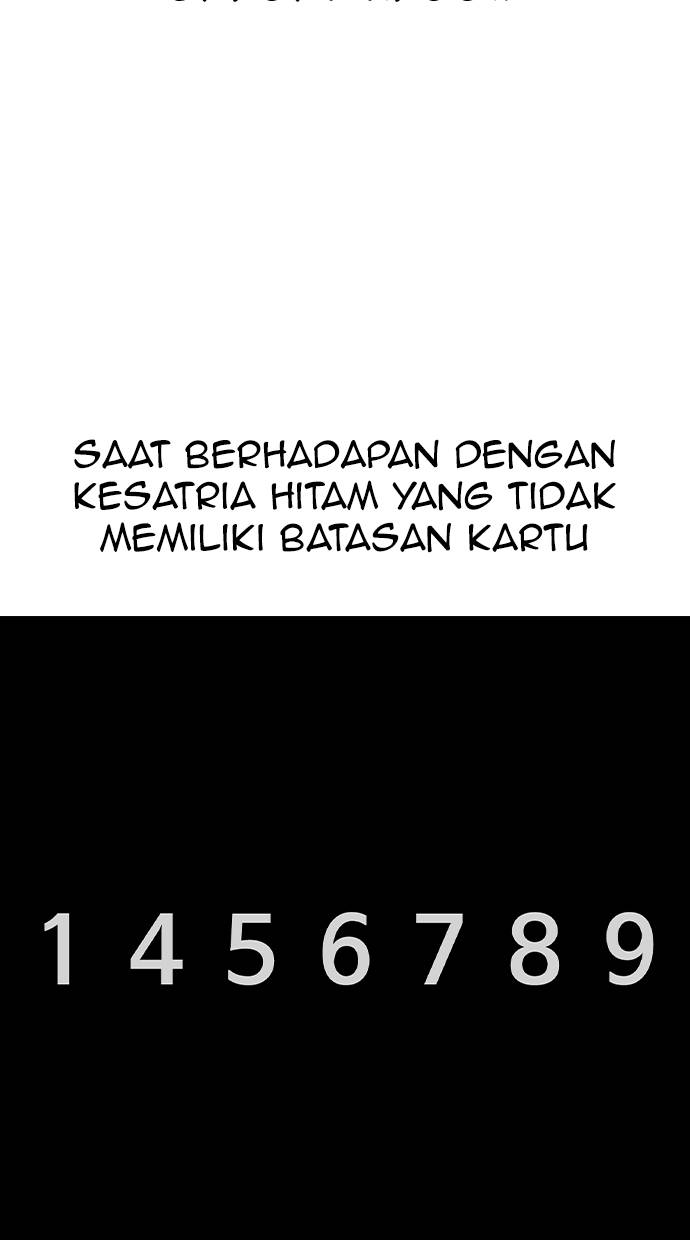 SAAT BERHADAPAN DENGAN
KESATRIA HITAM YANG TIDAK
MEMILIKI BATASAN KARTU
1 4 5 6 7 8 9